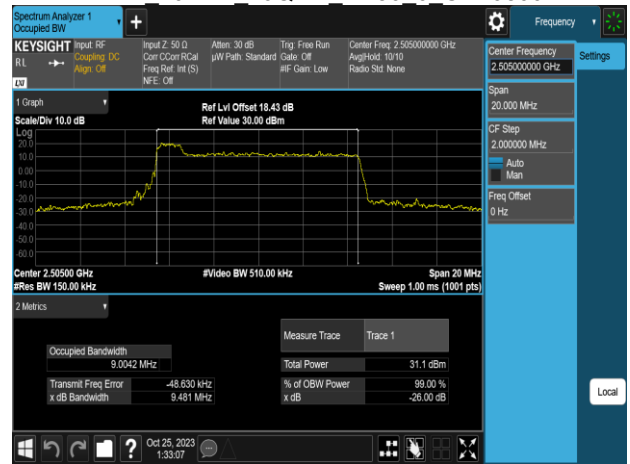 Spectrum Analyzer 1
Occupied BW
Frequency
KEYSIGHT
RL
LXI
Input: RF
Coupling: DC
Align: Off
Input Z: 50 Ω
Corr CCorr RCal
Freq Ref: Int (S)
NFE: Off
Atten: 30 dB
µW Path: Standard
Trig: Free Run
Gate: Off
#IF Gain: Low
Center Freq: 2.505000000 GHz
Avg|Hold: 10/10
Radio Std: None
Center Frequency
2.505000000 GHz
Settings
Span
20.000 MHz
CF Step
2.000000 MHz
Auto
Man
Freq Offset
0 Hz
Local
1 Graph
Scale/Div 10.0 dB
Ref Lvl Offset 18.43 dB
Ref Value 30.00 dBm
Log
20.0
10.0
0.00
-10.0
-20.0
-30.0
-40.0
-50.0
-60.0
Center 2.50500 GHz
#Video BW 510.00 kHz
Span 20 MHz
#Res BW 150.00 kHz
Sweep 1.00 ms (1001 pts)
2 Metrics
Measure Trace
Trace 1
Occupied Bandwidth
9.0042 MHz
Total Power
31.1 dBm
Transmit Freq Error
-48.630 kHz
% of OBW Power
99.00 %
x dB Bandwidth
9.481 MHz
x dB
-26.00 dB
?
Oct 25, 2023
1:33:07